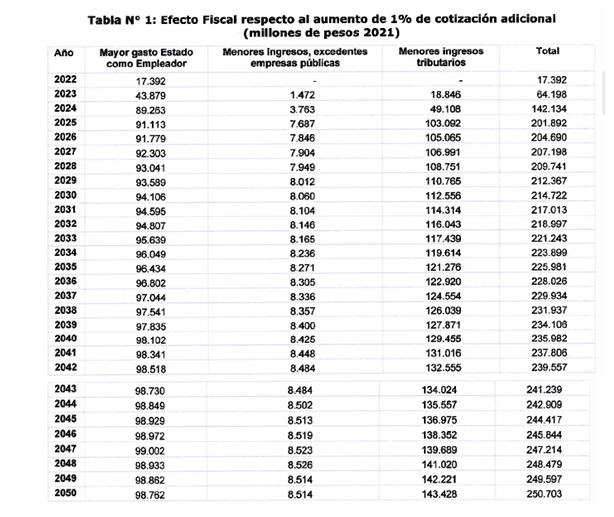 Tabla Nº 1: Efecto Fiscal respecto al aumento de 1% de cotización adicional
(millones de pesos 2021)
Año Mayor gasto Estado como Empleador Menores ingresos, excedentes empresas públicas Menores ingresos tributarios Total
2022 17.392 - - 17.392
2023 43.879 1.472 18.846 64.198
2024 89.263 3.763 49.108 142.134
2025 91.113 7.687 103.092 201.892
2026 91.779 7.846 105.065 204.690
2027 92.303 7.904 106.991 207.198
2028 93.041 7.949 108.751 209.741
2029 93.589 8.012 110.765 212.367
2030 94.106 8.060 112.556 214.722
2031 94.595 8.104 114.314 217.013
2032 94.807 8.146 116.043 218.997
2033 95.639 8.165 117.439 221.243
2034 96.049 8.236 119.614 223.899
2035 96.434 8.271 121.276 225.981
2036 96.802 8.305 122.920 228.026
2037 97.044 8.336 124.554 229.934
2038 97.541 8.357 126.039 231.937
2039 97.835 8.400 127.871 234.106
2040 98.102 8.425 129.455 235.982
2041 98.341 8.448 131.016 237.806
2042 98.518 8.484 132.555 239.557
2043 98.730 8.484 134.024 241.239
2044 98.849 8.502 135.557 242.909
2045 98.929 8.513 136.975 244.417
2046 98.972 8.519 138.352 245.844
2047 99.002 8.523 139.689 247.214
2048 98.933 8.526 141.020 248.479
2049 98.862 8.514 142.221 249.597
2050 98.762 8.514 143.428 250.703